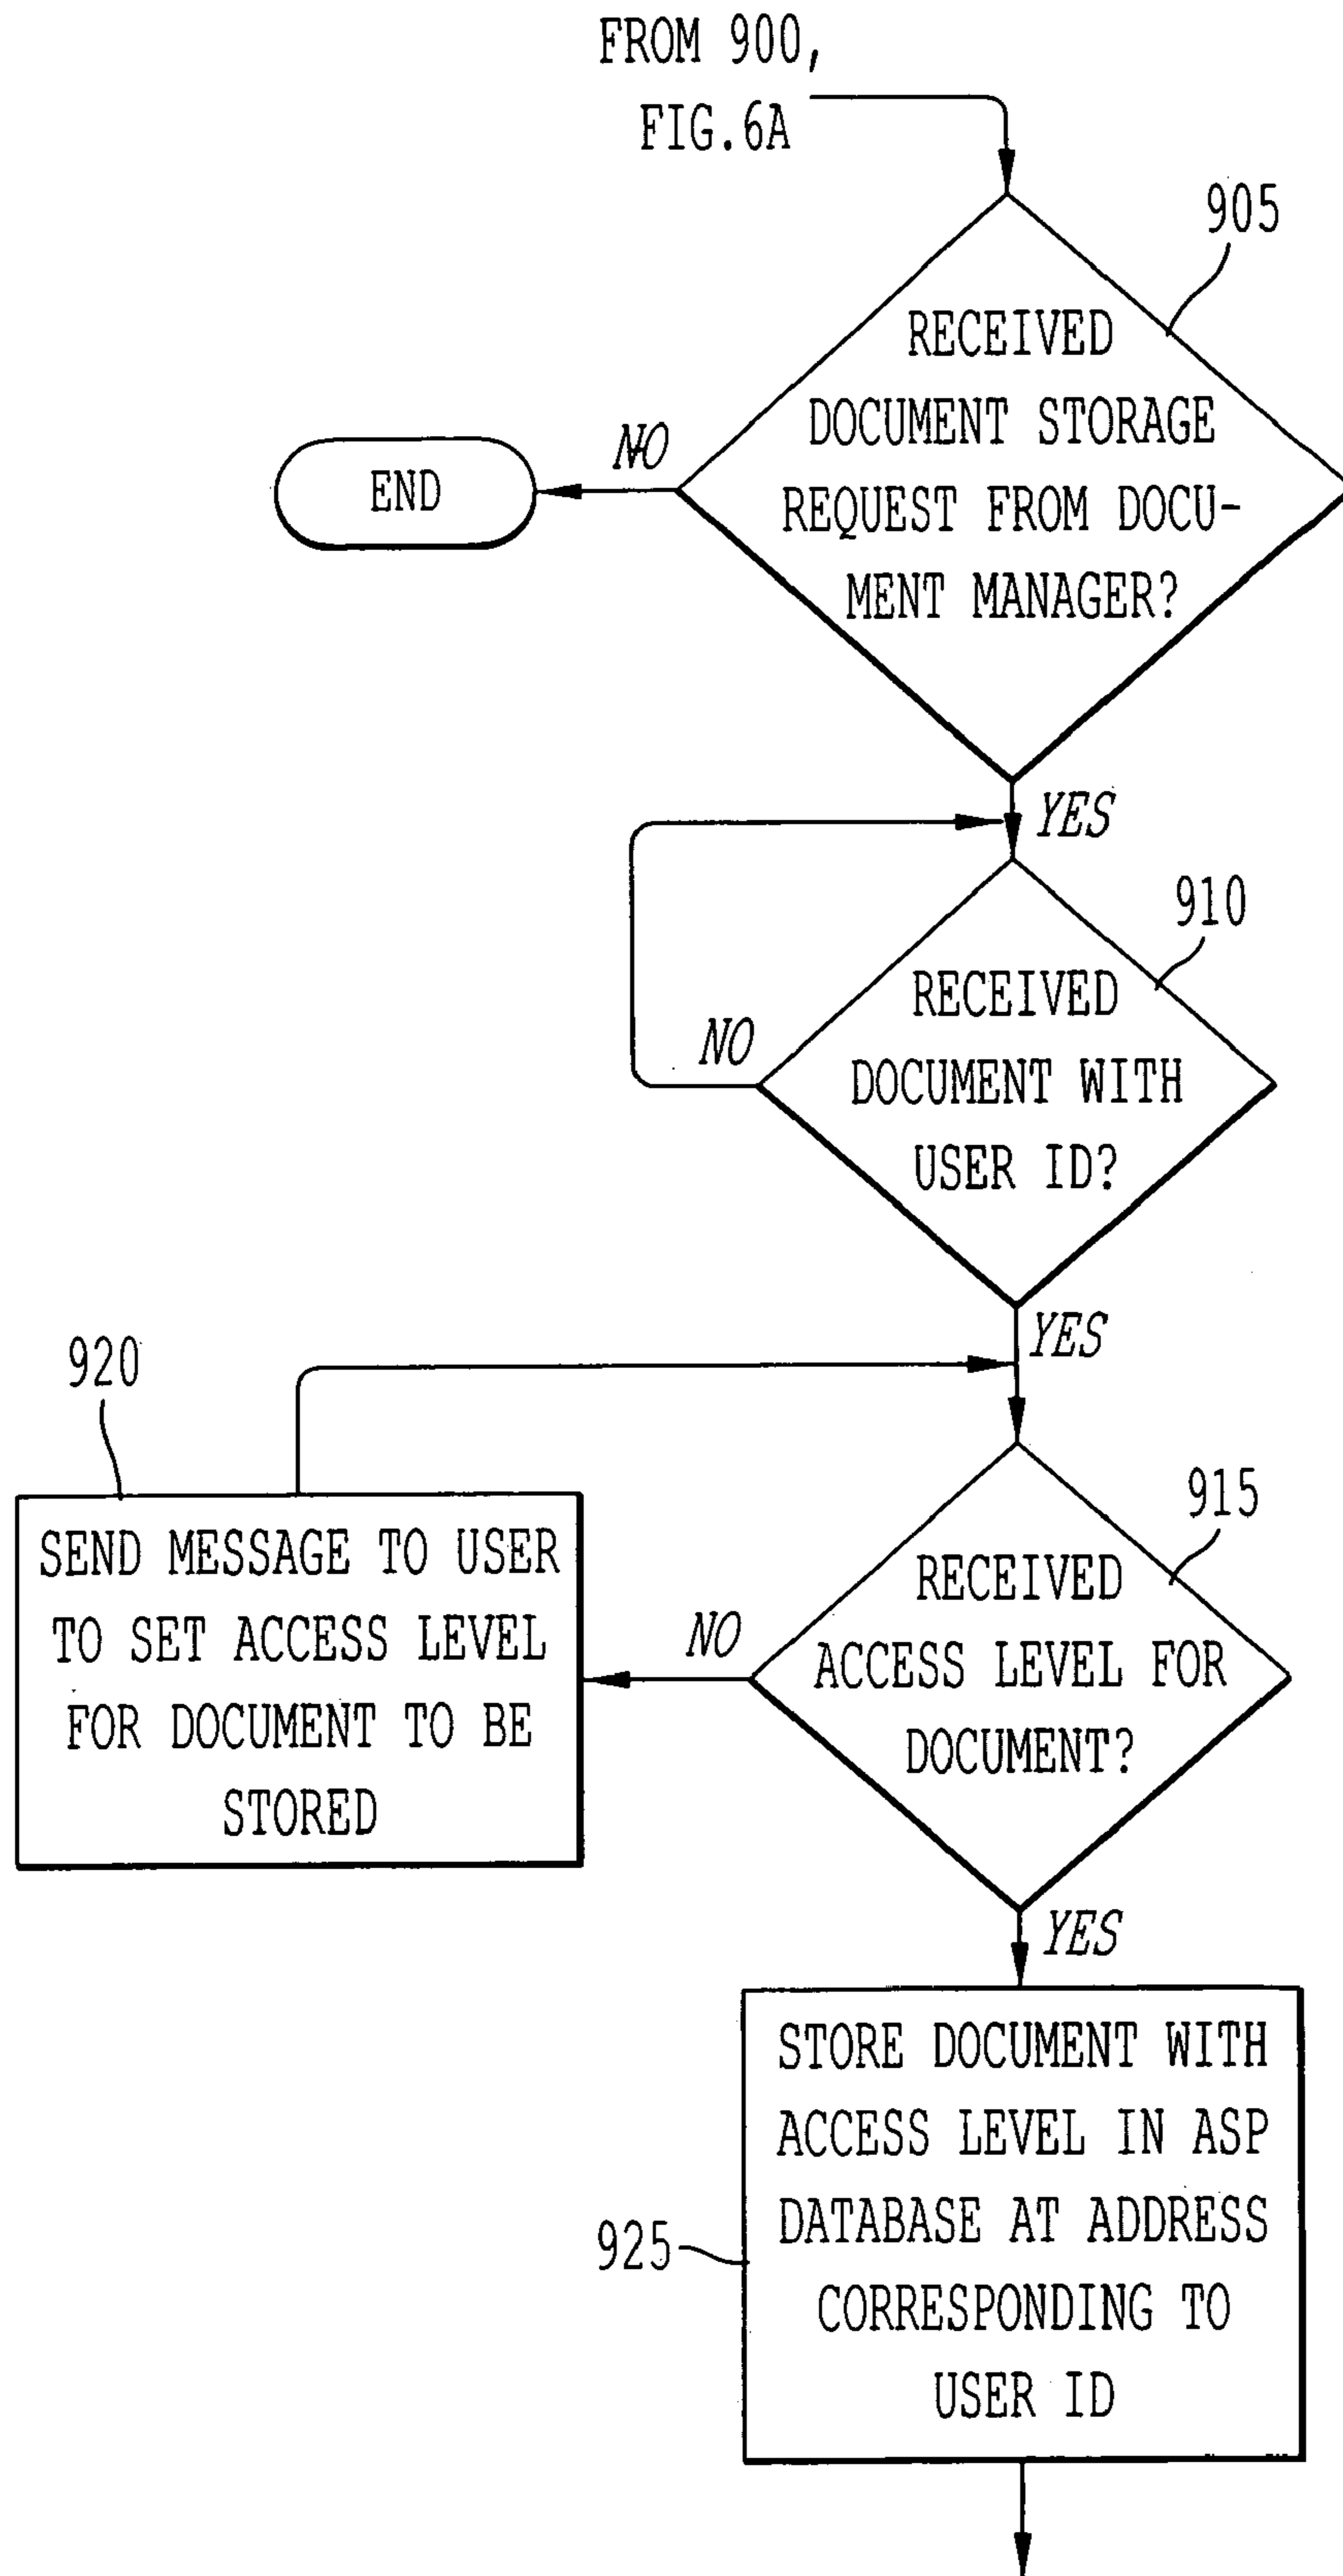 FROM 900,
FIG.6A
905
RECEIVED
DOCUMENT STORAGE
REQUEST FROM DOCU-
MENT MANAGER?
NO
END
YES
910
RECEIVED
DOCUMENT WITH
USER ID?
NO
YES
920
SEND MESSAGE TO USER
TO SET ACCESS LEVEL
FOR DOCUMENT TO BE
STORED
915
RECEIVED
ACCESS LEVEL FOR
DOCUMENT?
NO
YES
STORE DOCUMENT WITH
ACCESS LEVEL IN ASP
DATABASE AT ADDRESS
CORRESPONDING TO
USER ID
925